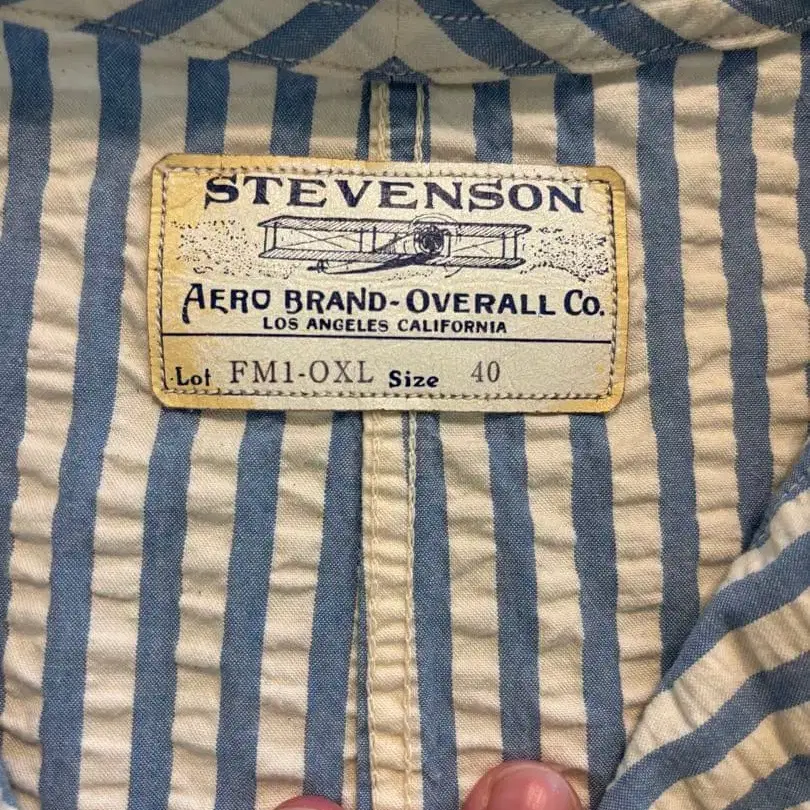 STEVENSON
AERO BRAND-OVERALL CO.
LOS ANGELES CALIFORNIA
Lot FM1-OXL Size 40